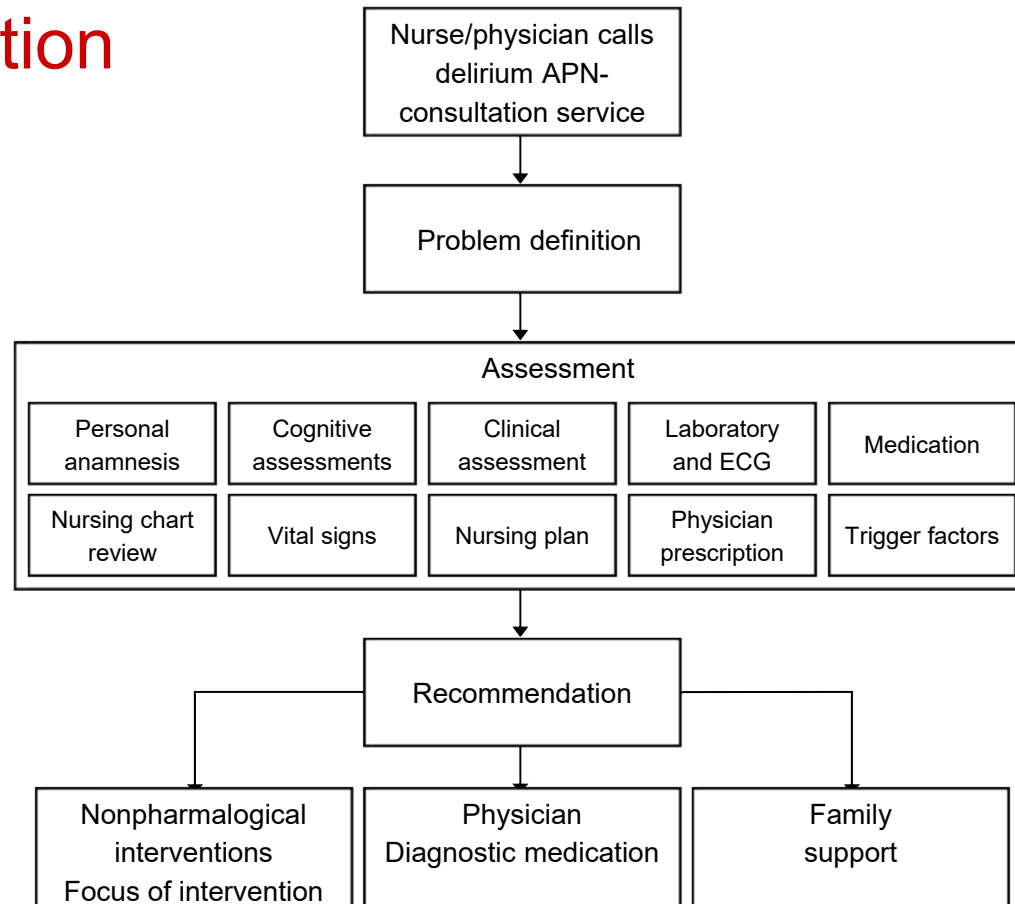 tion
Nurse/physician calls
delirium APN-
consultation service
Problem definition
Assessment
Personal
anamnesis
Cognitive
assessments
Clinical
assessment
Laboratory
and ECG
Medication
Nursing chart
review
Vital signs
Nursing plan
Physician
prescription
Trigger factors
Recommendation
Nonpharmalogical
interventions
Focus of intervention
Physician
Diagnostic medication
Family
support